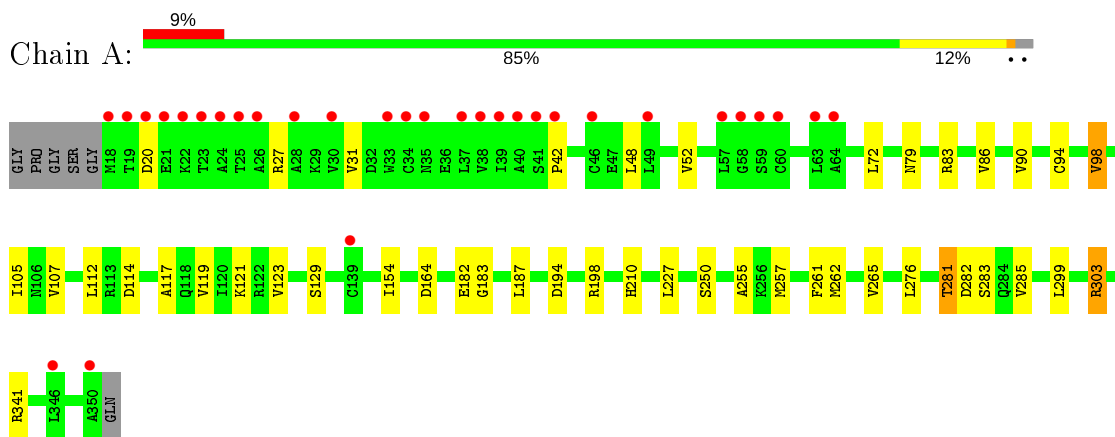 9%
Chain A:
85%
12%
• •
GLY PRO GLY SER GLY M18 T19 D20 E21 K22 T23 A24 T25 A26 R27 A28 K29 V30 V31 D32 W33 C34 N35 E36 L37 V38 I39 A40 S41 P42 C46 E47 L48 L49 V52 L57 G58 S59 C60 L63 A64 L72 N79 R83 V86 V90 C94 V98
I105 N106 V107 L112 R113 D114 A117 Q118 V119 I120 K121 R122 V123 S129 C139 I154 D164 E182 G183 L187 D194 R198 H210 L227 S250 A255 K256 M257 F261 M262 V265 L276 T281 D282 S283 Q284 V285 L299 R303
R341 L346 A350 GLN